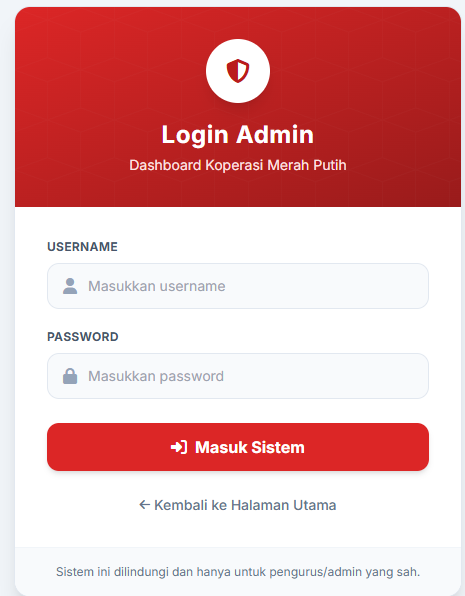 Login Admin
Dashboard Koperasi Merah Putih
USERNAME
Masukkan username
PASSWORD
Masukkan password
Masuk Sistem
← Kembali ke Halaman Utama
Sistem ini dilindungi dan hanya untuk pengurus/admin yang sah.